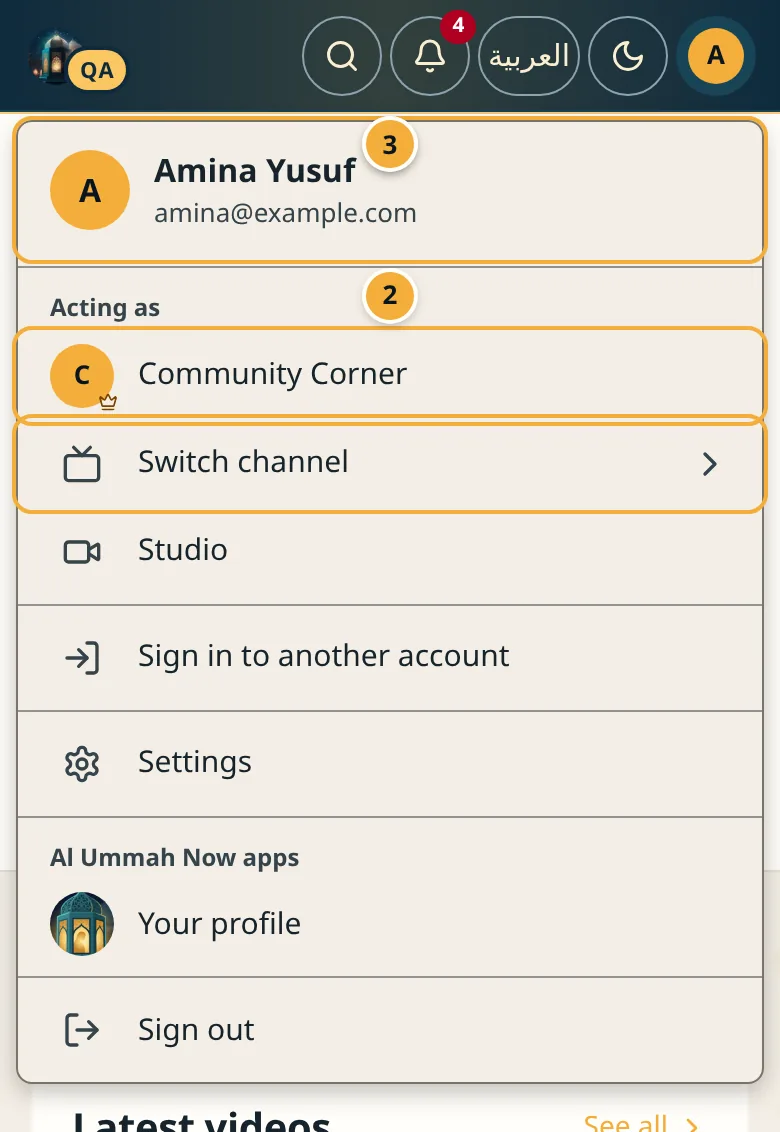 QA
4
العربية
A
3
A
Amina Yusuf
amina@example.com
2
Acting as
C
Community Corner
Switch channel
Studio
Sign in to another account
Settings
Al Ummah Now apps
Your profile
Sign out
Latest videos
See all